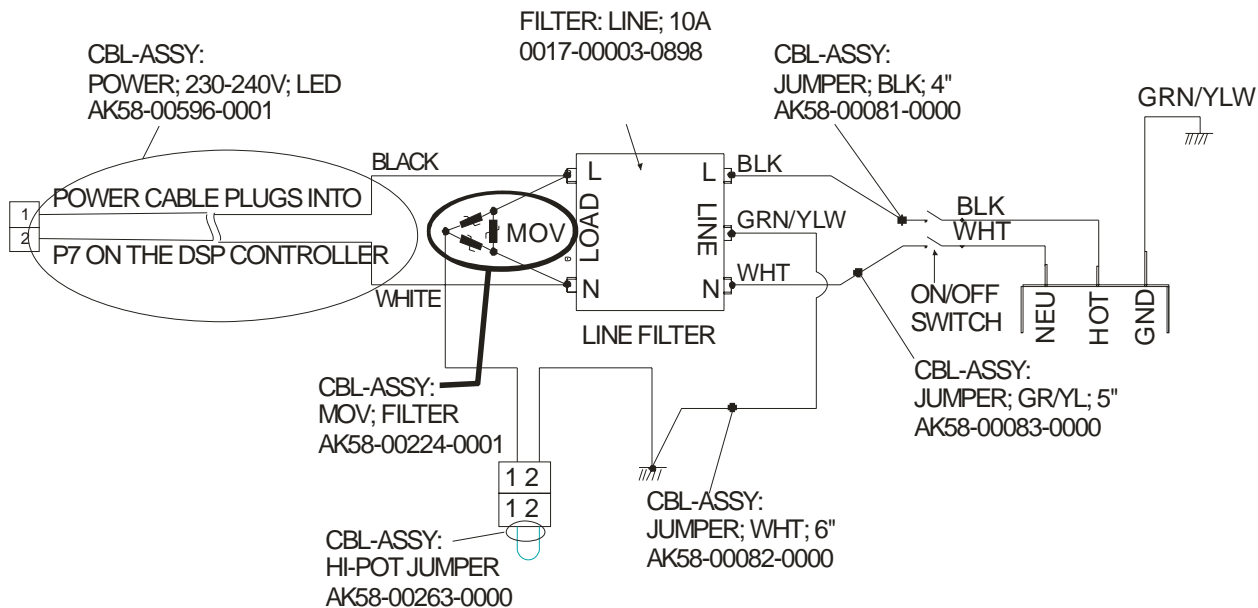 FILTER: LINE; 10A
0017-00003-0898
CBL-ASSY:
POWER; 230-240V; LED
AK58-00596-0001
CBL-ASSY:
JUMPER; BLK; 4"
AK58-00081-0000
GRN/YLW
BLACK
POWER CABLE PLUGS INTO
1
2
P7 ON THE DSP CONTROLLER
WHITE
MOV
L
LOAD
N
L
LINE
N
BLK
GRN/YLW
WHT
LINE FILTER
BLK
WHT
ON/OFF
SWITCH
NEU
HOT
GND
CBL-ASSY:
MOV; FILTER
AK58-00224-0001
CBL-ASSY:
JUMPER; GR/YL; 5"
AK58-00083-0000
1 2
1 2
CBL-ASSY:
HI-POT JUMPER
AK58-00263-0000
CBL-ASSY:
JUMPER; WHT; 6"
AK58-00082-0000